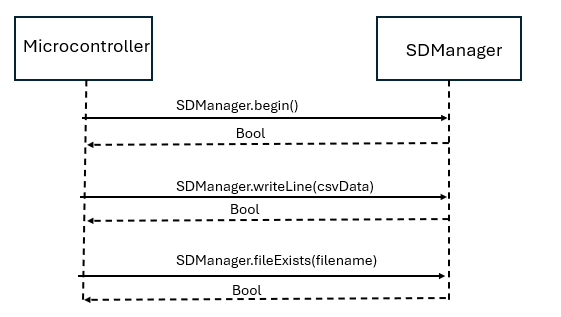 Microcontroller
SDManager
SDManager.begin()
Bool
SDManager.writeLine(csvData)
Bool
SDManager.fileExists(filename)
Bool